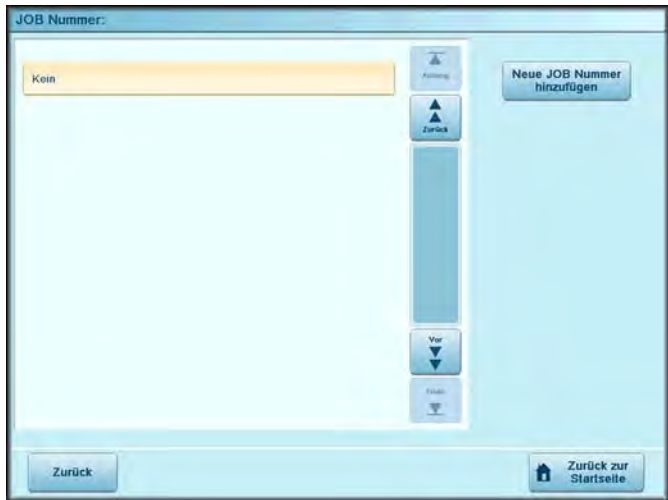 JOB Nummer:
Kein
Anfang
Zurück
Vor
Ende
Neue JOB Nummer
hinzufügen
Zurück
Zurück zur
Startseite